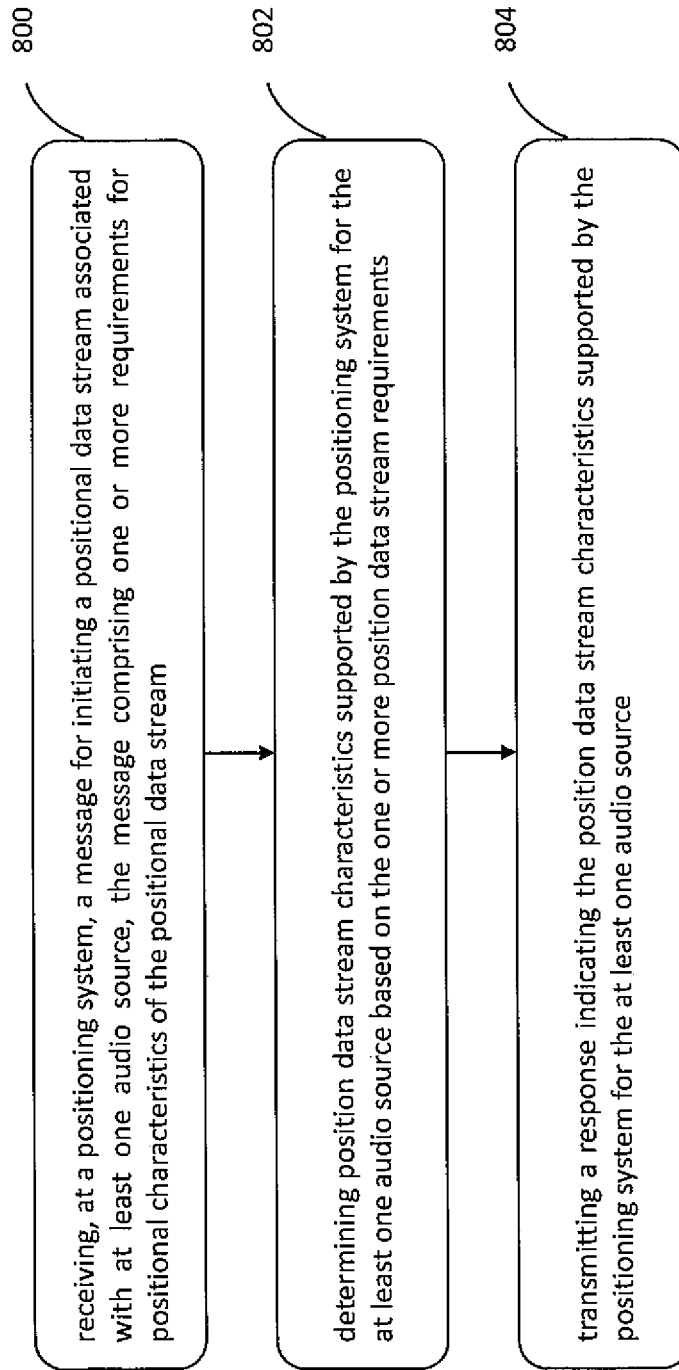 800
receiving, at a positioning system, a message for initiating a positional data stream associated
with at least one audio source, the message comprising one or more requirements for
positional characteristics of the positional data stream
802
determining position data stream characteristics supported by the positioning system for the
at least one audio source based on the one or more position data stream requirements
804
transmitting a response indicating the position data stream characteristics supported by the
positioning system for the at least one audio source